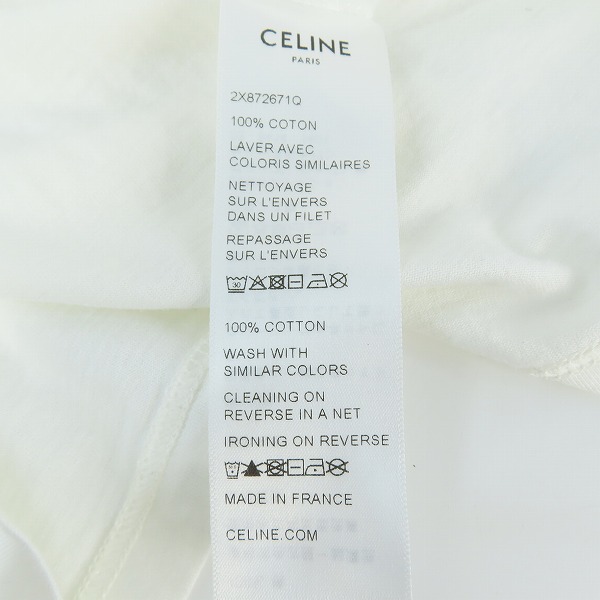 CELINE
PARIS
2X872671Q
100% COTON
LAVER AVEC
COLORIS SIMILAIRES
NETTOYAGE
SUR L'ENVERS
DANS UN FILET
REPASSAGE
SUR L'ENVERS
30
100% COTTON
WASH WITH
SIMILAR COLORS
CLEANING ON
REVERSE IN A NET
IRONING ON REVERSE
MADE IN FRANCE
CELINE.COM